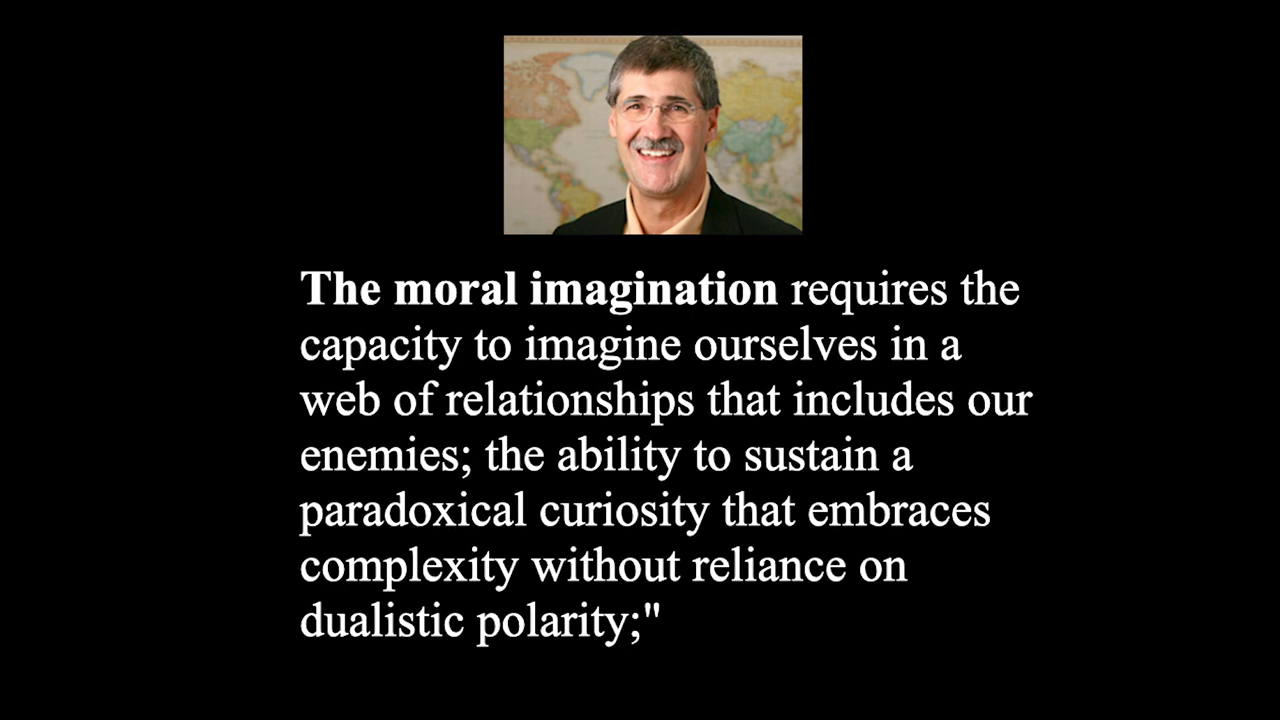 The moral imagination requires the
capacity to imagine ourselves in a
web of relationships that includes our
enemies; the ability to sustain a
paradoxical curiosity that embraces
complexity without reliance on
dualistic polarity;"